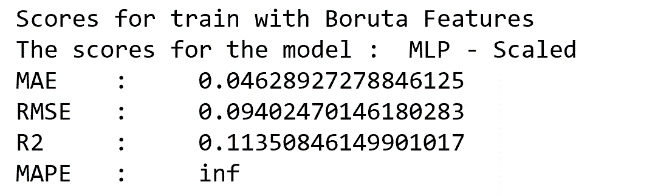 Scores for train with Boruta Features
The scores for the model :  MLP - Scaled
MAE    :     0.04628927278846125
RMSE   :     0.09402470146180283
R2     :     0.11350846149901017
MAPE   :     inf